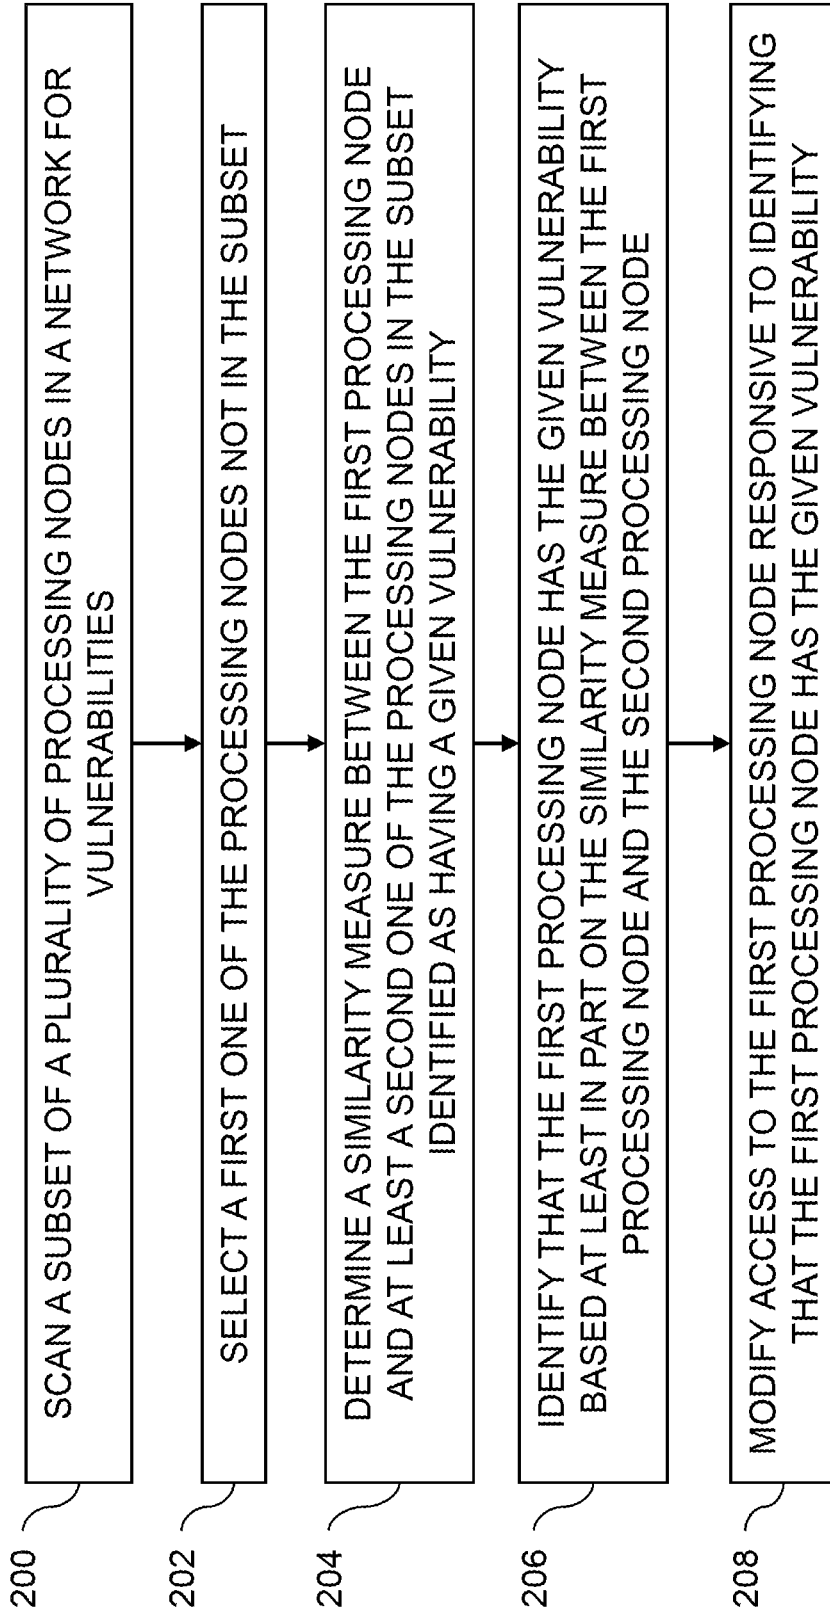 200
SCAN A SUBSET OF A PLURALITY OF PROCESSING NODES IN A NETWORK FOR
VULNERABILITIES
202
SELECT A FIRST ONE OF THE PROCESSING NODES NOT IN THE SUBSET
204
DETERMINE A SIMILARITY MEASURE BETWEEN THE FIRST PROCESSING NODE
AND AT LEAST A SECOND ONE OF THE PROCESSING NODES IN THE SUBSET
IDENTIFIED AS HAVING A GIVEN VULNERABILITY
206
IDENTIFY THAT THE FIRST PROCESSING NODE HAS THE GIVEN VULNERABILITY
BASED AT LEAST IN PART ON THE SIMILARITY MEASURE BETWEEN THE FIRST
PROCESSING NODE AND THE SECOND PROCESSING NODE
208
MODIFY ACCESS TO THE FIRST PROCESSING NODE RESPONSIVE TO IDENTIFYING
THAT THE FIRST PROCESSING NODE HAS THE GIVEN VULNERABILITY